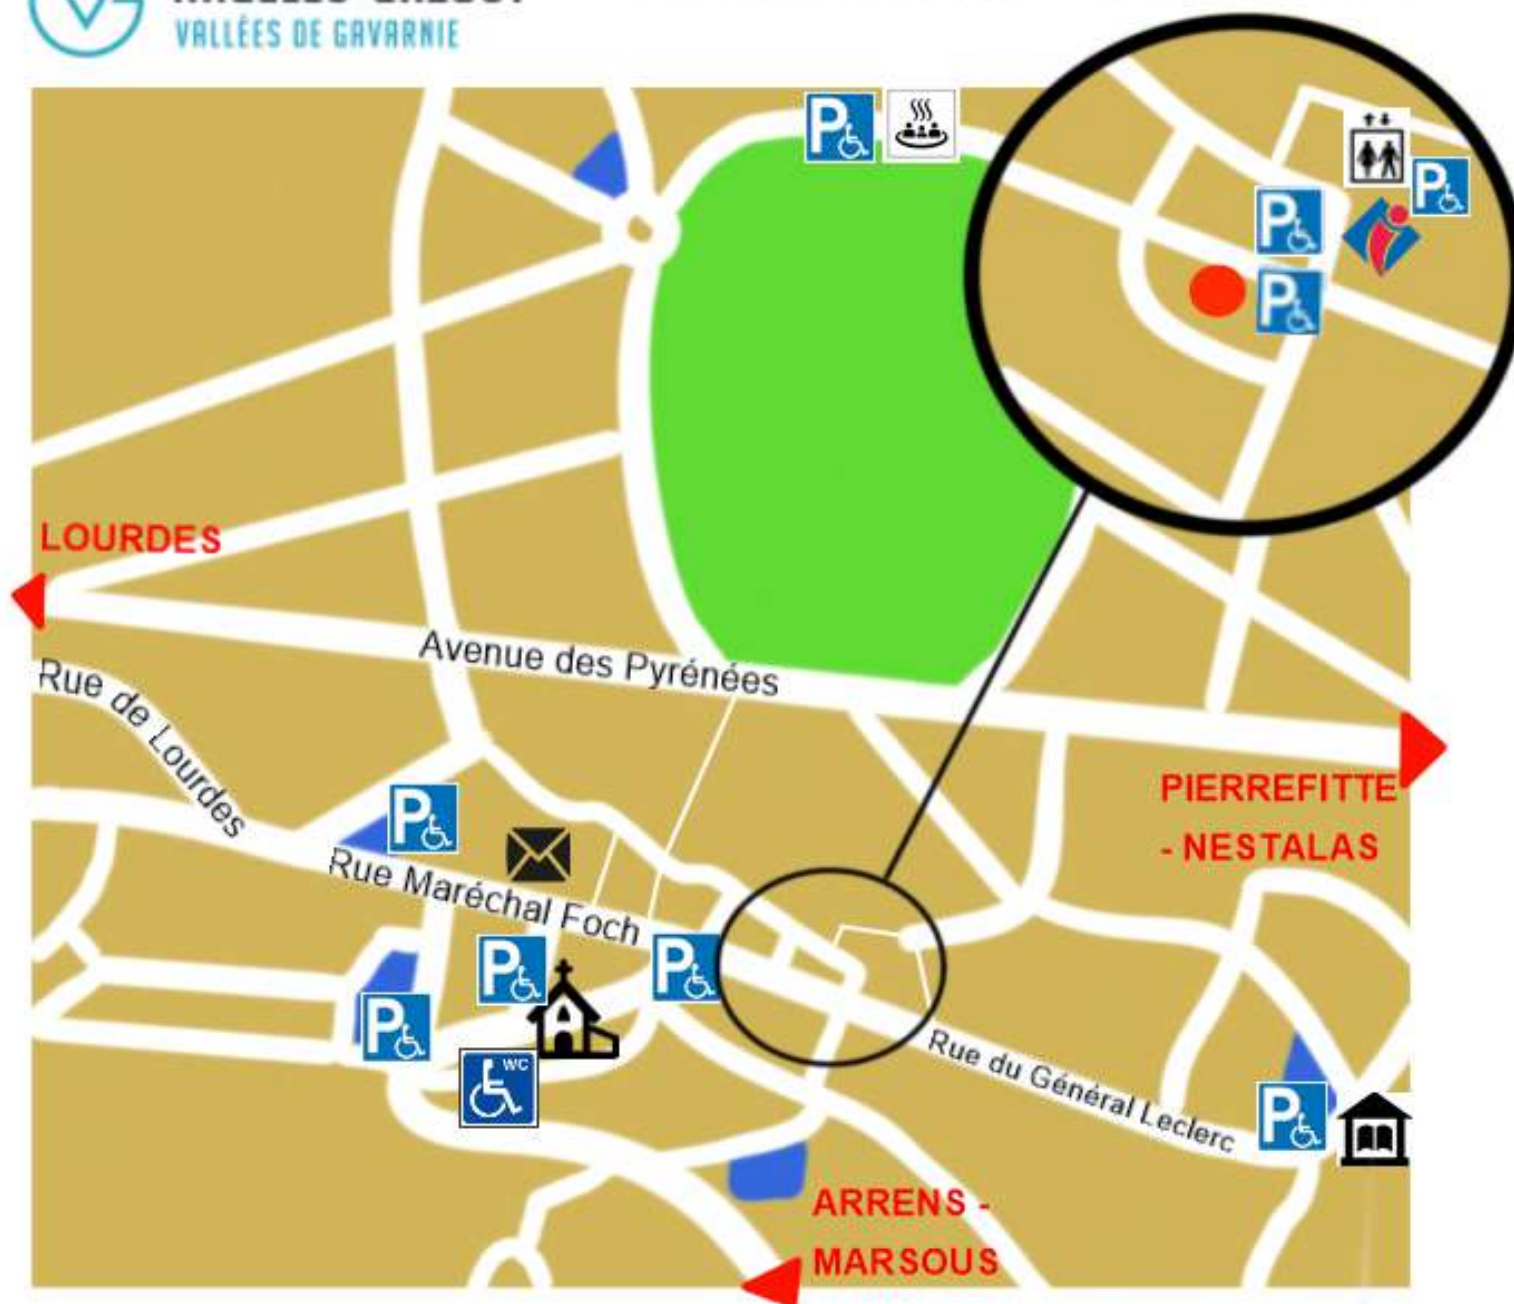 VALLÉES DE GAVARNIE
P
P
P
P
LOURDES
Avenue des Pyrénées
Rue de Lourdes
PIERREFITTE
- NESTALAS
P
Rue Maréchal Foch
P
P
P
WC
Rue du Général Leclerc
P
ARRENS -
MARSOUS